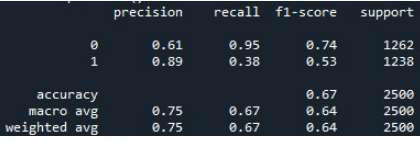 precision recall f1-score support
0 0.61 0.95 0.74 1262
1 0.89 0.38 0.53 1238
accuracy 0.67 2500
macro avg 0.75 0.67 0.64 2500
weighted avg 0.75 0.67 0.64 2500